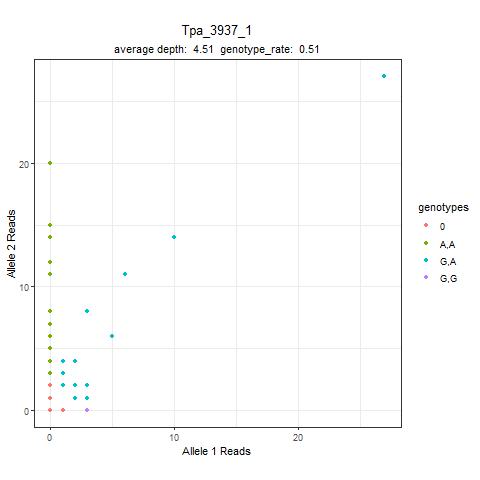 Tpa_3937_1
average depth: 4.51 genotype_rate: 0.51
Allele 2 Reads
20
10
0
0
10
20
Allele 1 Reads
genotypes
0
A,A
G,A
G,G